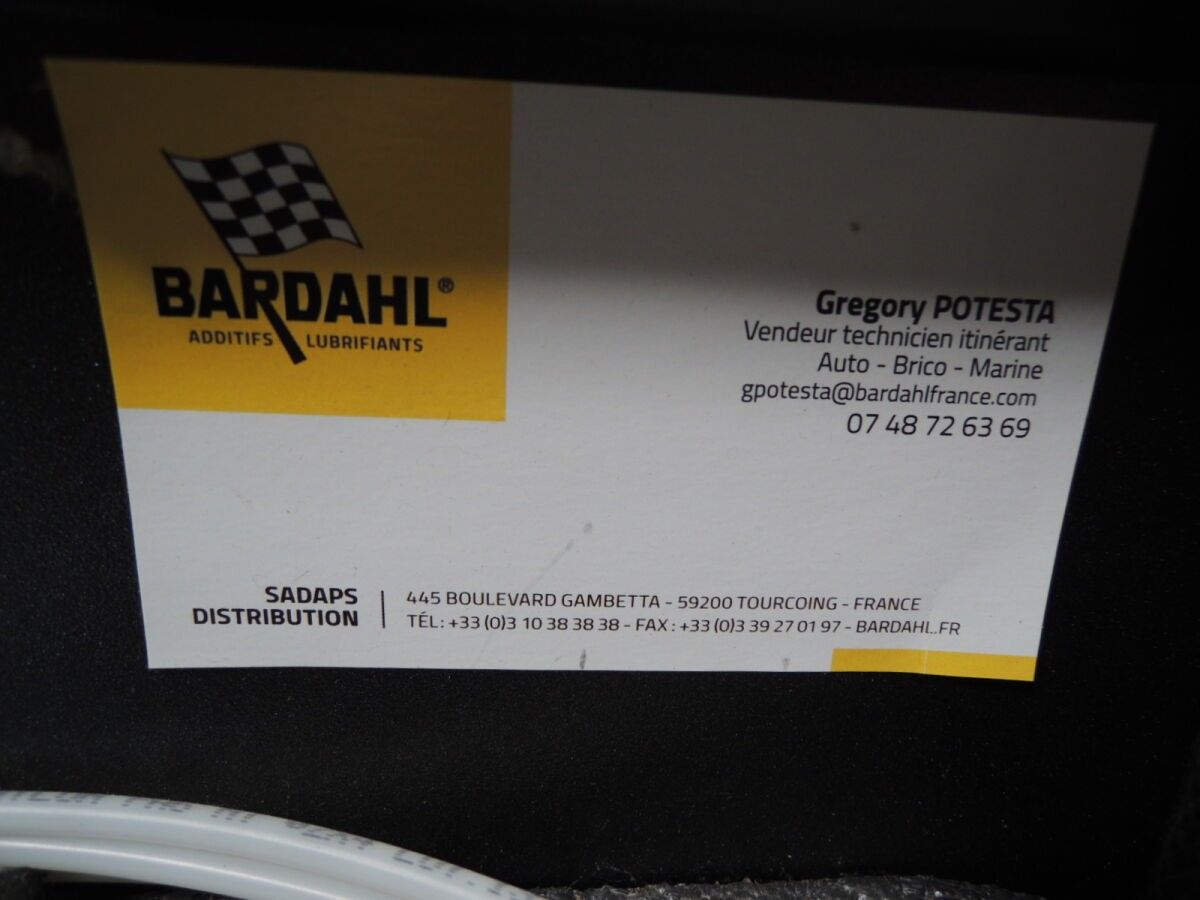 BARDAHL®
ADDITIFS LUBRIFIANTS
Gregory POTESTA
Vendeur technicien itinérant
Auto - Brico - Marine
gpotesta@bardahlfrance.com
07 48 72 63 69
SADAPS
DISTRIBUTION
445 BOULEVARD GAMBETTA - 59200 TOURCOING - FRANCE
TÉL : +33 (0)3 10 38 38 38 - FAX : +33 (0)3 39 27 01 97 - BARDAHL.FR